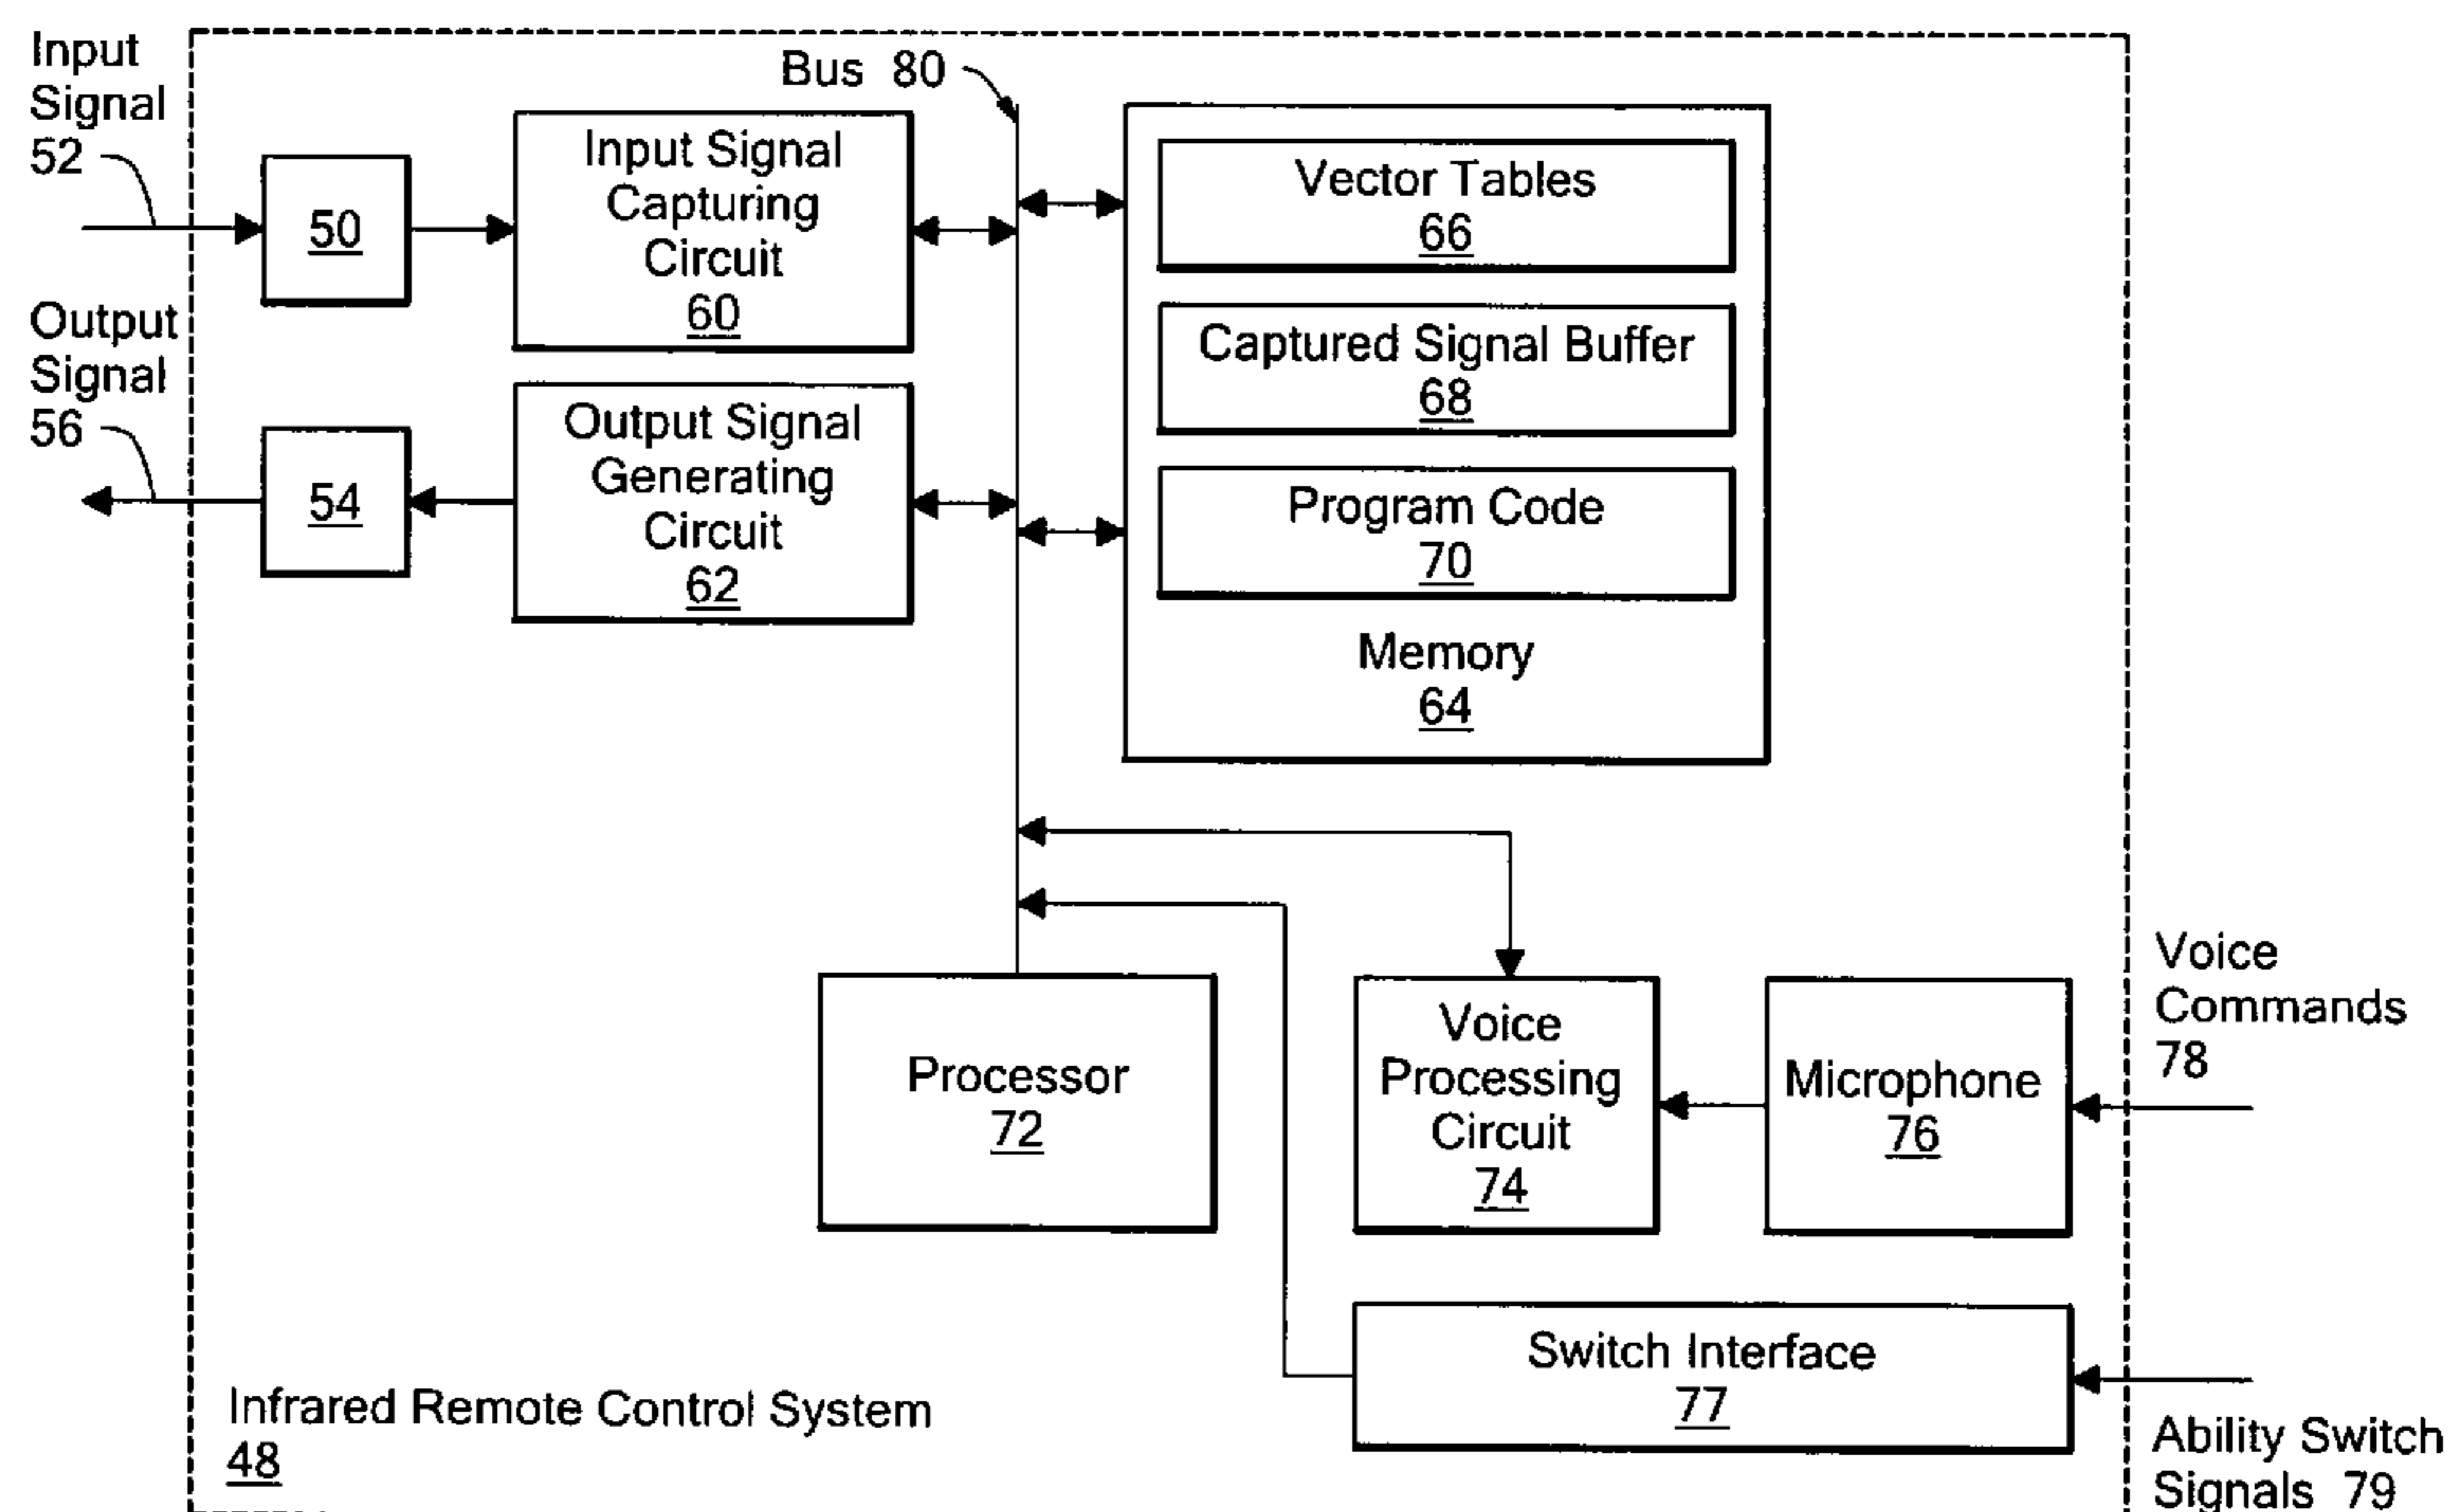 Input
Signal
52
Bus 80
Input Signal
Capturing
Circuit
60
50
Vector Tables
66
Captured Signal Buffer
68
Program Code
70
Memory
64
Output
Signal
56
54
Output Signal
Generating
Circuit
62
Processor
72
Voice
Processing
Circuit
74
Microphone
76
Voice
Commands
78
Switch Interface
77
Ability Switch
Signals 79
Infrared Remote Control System
48